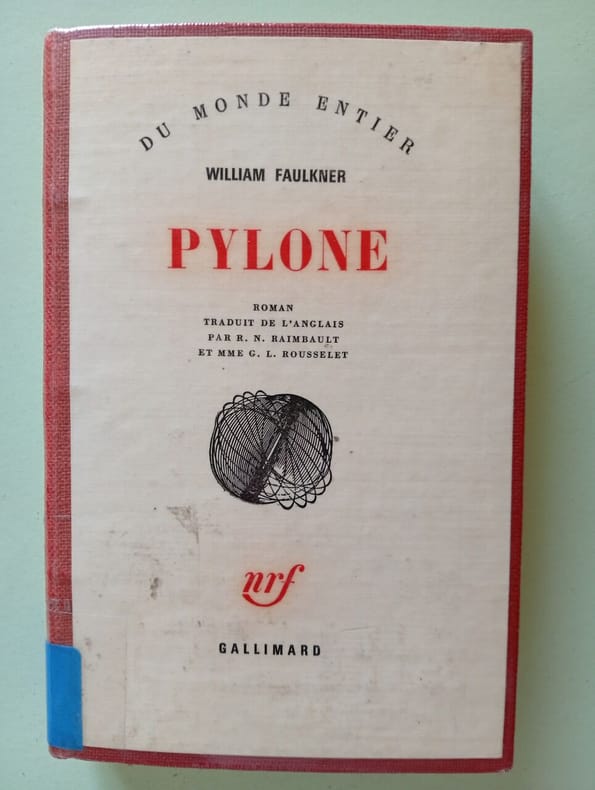 DU MONDE ENTIER
WILLIAM FAULKNER
PYLONE
ROMAN
TRADUIT DE L'ANGLAIS
PAR R. N. RAIMBAULT
ET MME G. L. ROUSSELET
nrf
GALLIMARD